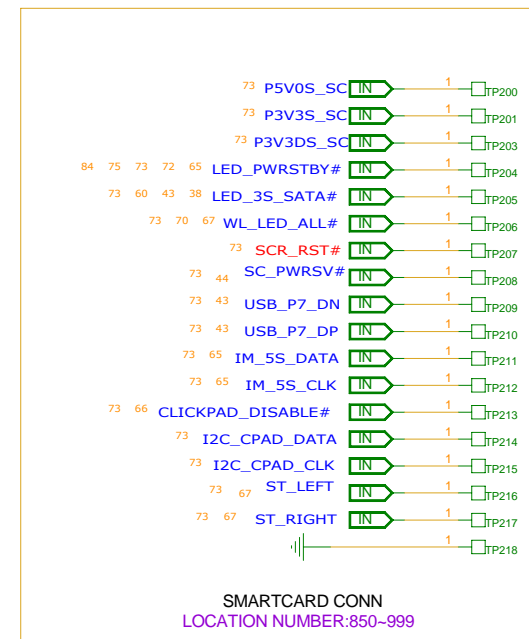 73 P5V0S_SC IN 1 TP200
73 P3V3S_SC IN 1 TP201
73 P3V3DS_SC IN 1 TP203
84 75 73 72 65 LED_PWRSTBY# IN 1 TP204
73 60 43 38 LED_3S_SATA# IN 1 TP205
73 70 67 WL_LED_ALL# IN 1 TP206
73 SCR_RST# IN 1 TP207
73 44 SC_PWRSV# IN 1 TP208
73 43 USB_P7_DN IN 1 TP209
73 43 USB_P7_DP IN 1 TP210
73 65 IM_5S_DATA IN 1 TP211
73 65 IM_5S_CLK IN 1 TP212
73 66 CLICKPAD_DISABLE# IN 1 TP213
73 I2C_CPAD_DATA IN 1 TP214
73 I2C_CPAD_CLK IN 1 TP215
73 67 ST_LEFT IN 1 TP216
73 67 ST_RIGHT IN 1 TP217
1 TP218
SMARTCARD CONN
LOCATION NUMBER:850~999